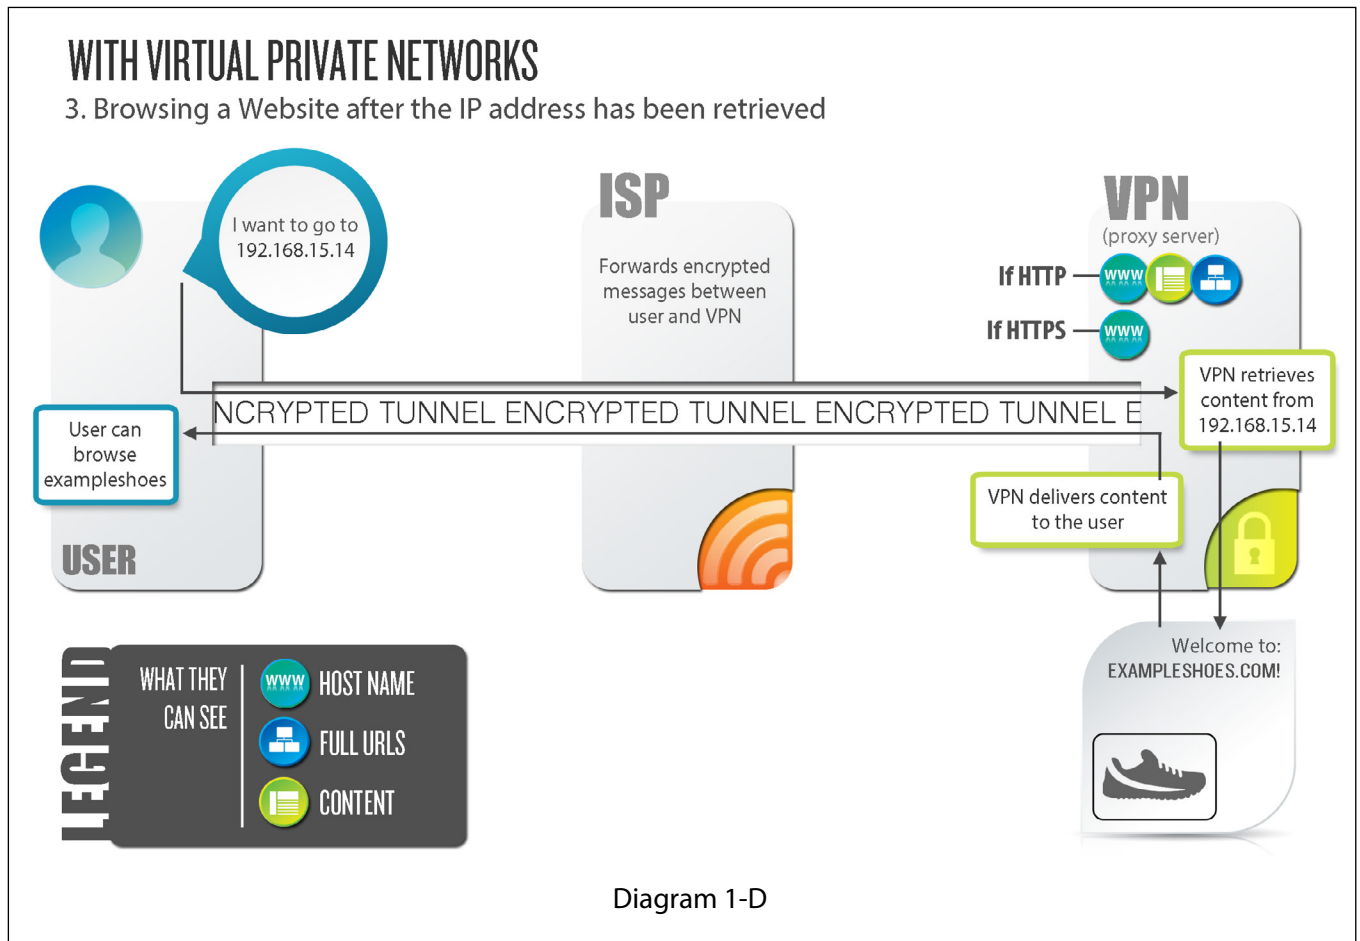 WITH VIRTUAL PRIVATE NETWORKS
3. Browsing a Website after the IP address has been retrieved
I want to go to
192.168.15.14
ISP
Forwards encrypted
messages between
user and VPN
VPN
(proxy server)
If HTTP
www
If HTTPS
www
NCRYPTED TUNNEL ENCRYPTED TUNNEL ENCRYPTED TUNNEL E
VPN retrieves
content from
192.168.15.14
User can
browse
exampleshoes
VPN delivers content
to the user
USER
Welcome to:
EXAMPLESHOES.COM!
LEGEND
WHAT THEY
CAN SEE
www
HOST NAME
FULL URLS
CONTENT
Diagram 1-D